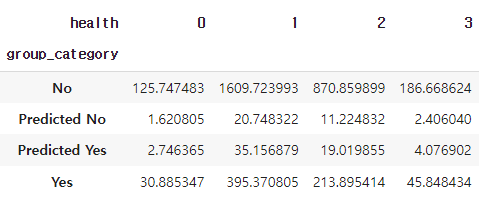 health 0 1 2 3
group_category
No 125.747483 1609.723993 870.859899 186.668624
Predicted No 1.620805 20.748322 11.224832 2.406040
Predicted Yes 2.746365 35.156879 19.019855 4.076902
Yes 30.885347 395.370805 213.895414 45.848434